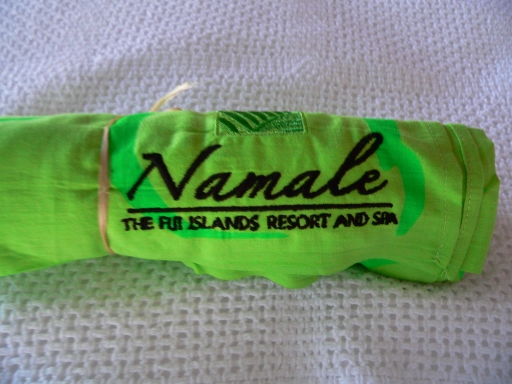 Namale
THE FIJI ISLANDS RESORT AND SPA